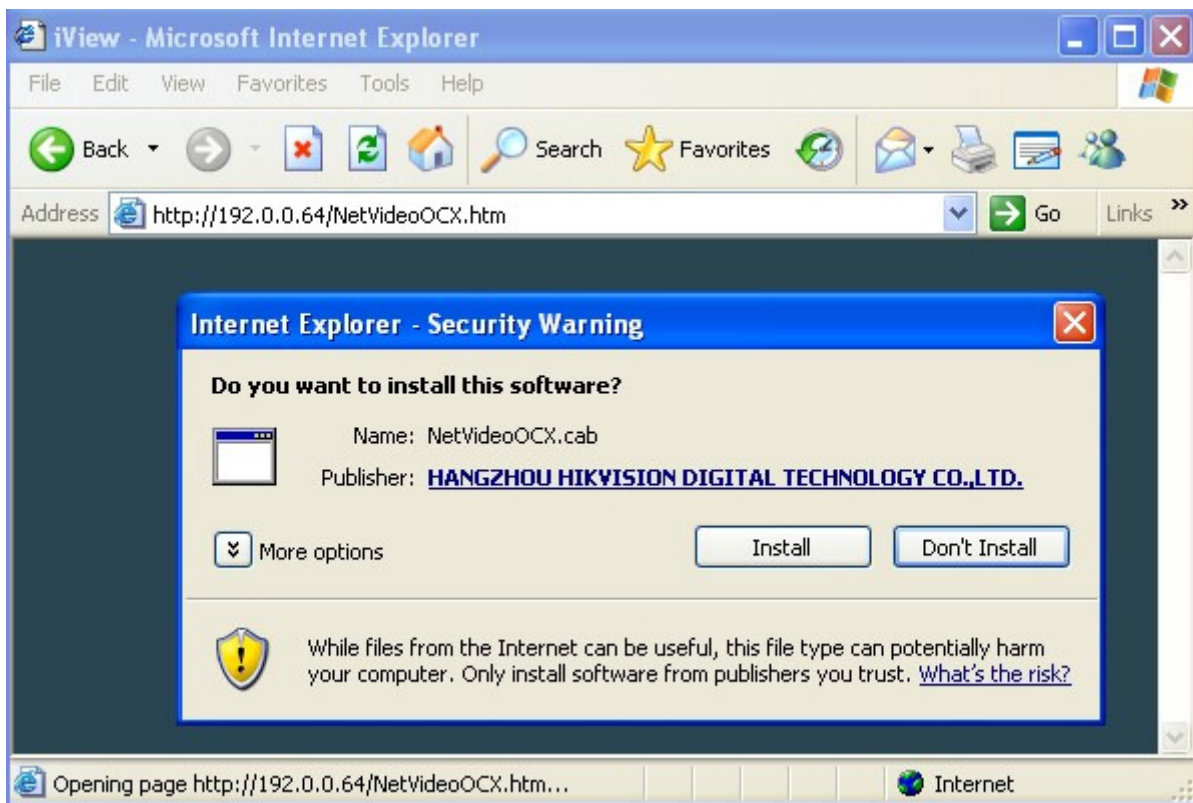 iView - Microsoft Internet Explorer
File Edit View Favorites Tools Help
Back Search Favorites
Address http://192.0.0.64/NetVideoOCX.htm Go Links »
Internet Explorer - Security Warning
Do you want to install this software?
Name: NetVideoOCX.cab
Publisher: HANGZHOU HIKVISION DIGITAL TECHNOLOGY CO.,LTD.
More options Install Don't Install
While files from the Internet can be useful, this file type can potentially harm
your computer. Only install software from publishers you trust. What's the risk?
Opening page http://192.0.0.64/NetVideoOCX.htm... Internet